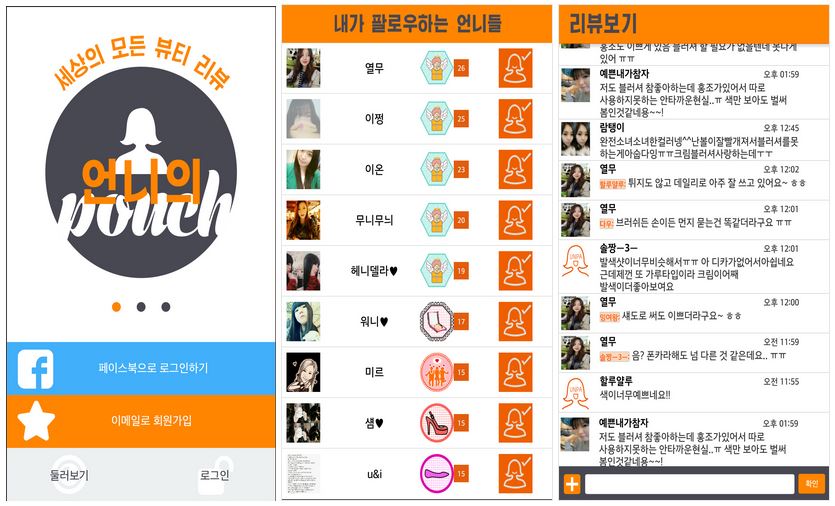 세상의 모든 뷰티 리뷰
언니의
pouch
페이스북으로 로그인하기
이메일로 회원가입
둘러보기
로그인
내가 팔로우하는 언니들
열무
26
이쩡
25
이온
23
무니무늬
20
헤니델라♥
19
워니♥
17
미르
15
샘♥
15
u&i
15
리뷰보기
홍조도 이쁘게 있음 블러셔 할 필요가 없을텐데 못나게
있어 ㅠㅠ
예쁜내가참자
오후 01:59
저도 블러셔 참좋아하는데 홍조가있어서 따로
사용하지못하는 안타까운현실..ㅠ 색만 보아도 벌써
봄인것같네용~~!
람탱이
오후 12:45
완전소녀소녀한컬러넹^^난볼이잘빨개져서블러셔를못
하는게아쉽다잉ㅠㅠ크림블러셔사랑하는데ㅜㅜ
열무
오후 12:02
할루얄루: 튀지도 않고 데일리로 아주 잘 쓰고 있어요~ ㅎㅎ
열무
오후 12:01
다우: 브러쉬든 손이든 먼지 묻는건 똑같더라구요 ㅠㅠ
솔짱-3-
오후 12:01
UNPA
발색샷이너무비슷해서ㅠㅠ 아 디카가없어서아쉽네요
근데제껀 또 가루타입이라 크림이어째
발색이더좋아보여요
열무
오후 12:00
잉여람: 섀도로 써도 이쁘더라구요~ ㅎㅎ
열무
오전 11:59
솔짱-3-: 음? 폰카라해도 넘 다른 것 같은데요.. ㅠㅠ
할루얄루
오전 11:55
UNPA
색이너무예쁘네요!!
예쁜내가참자
오후 01:59
저도 블러셔 참좋아하는데 홍조가있어서 따로
사용하지못하는 안타까운현실..ㅠ 색만 보아도 벌써
봄인것같네용~~!
확인